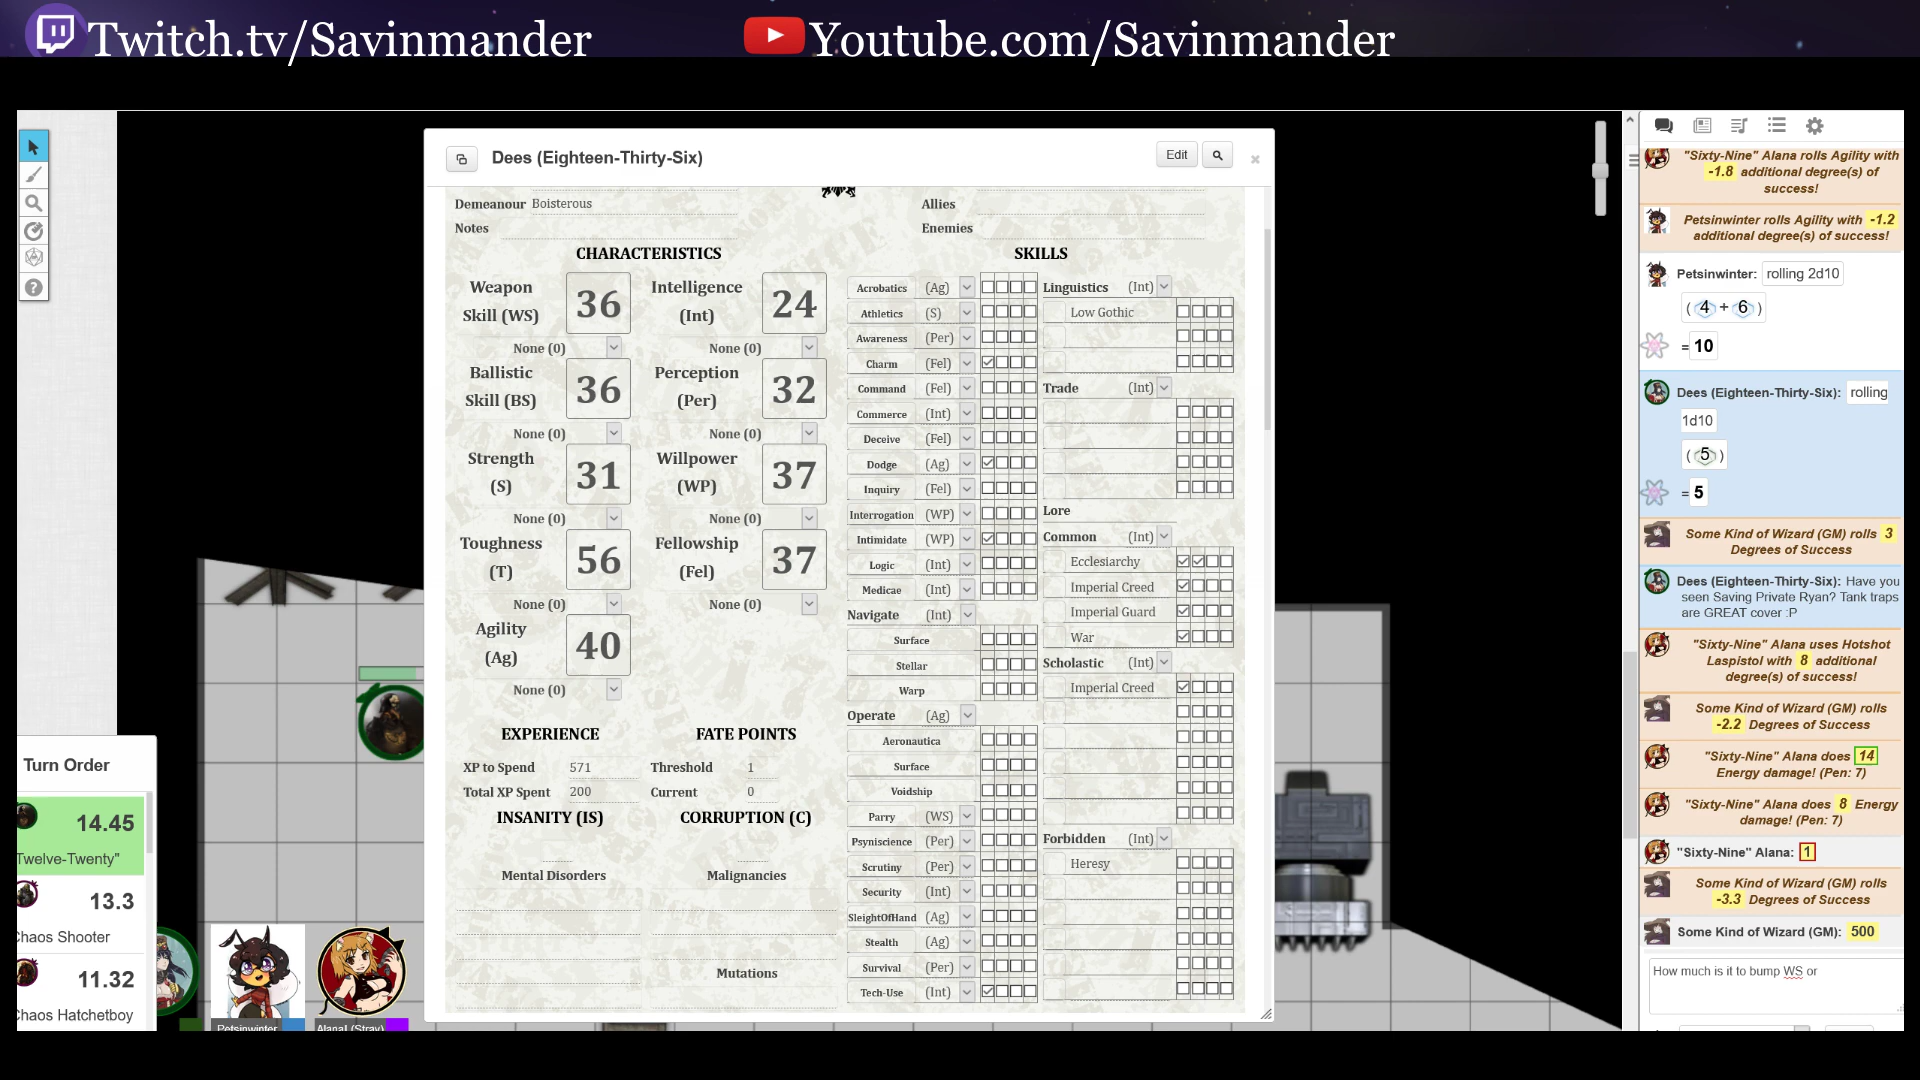 Twitch.tv/Savinmander
Youtube.com/Savinmander
Dees (Eighteen-Thirty-Six)
Edit
Demeanour Boisterous
Notes
Allies
Enemies
CHARACTERISTICS
Weapon Skill (WS) 36
None (0)
Intelligence (Int) 24
None (0)
Ballistic Skill (BS) 36
None (0)
Perception (Per) 32
None (0)
Strength (S) 31
None (0)
Willpower (WP) 37
None (0)
Toughness (T) 56
None (0)
Fellowship (Fel) 37
None (0)
Agility (Ag) 40
None (0)
EXPERIENCE
XP to Spend 571
Total XP Spent 200
FATE POINTS
Threshold 1
Current 0
INSANITY (IS)
Mental Disorders
CORRUPTION (C)
Malignancies
Mutations
SKILLS
Acrobatics (Ag)
Athletics (S)
Awareness (Per)
Charm (Fel)
Command (Fel)
Commerce (Int)
Deceive (Fel)
Dodge (Ag)
Inquiry (Fel)
Interrogation (WP)
Intimidate (WP)
Logic (Int)
Medicae (Int)
Navigate (Int)
Surface
Stellar
Warp
Operate (Ag)
Aeronautica
Surface
Voidship
Parry (WS)
Psyniscience (Per)
Scrutiny (Per)
Security (Int)
SleightOfHand (Ag)
Stealth (Ag)
Survival (Per)
Tech-Use (Int)
Linguistics (Int)
Low Gothic
Trade (Int)
Lore
Common (Int)
Ecclesiarchy
Imperial Creed
Imperial Guard
War
Scholastic (Int)
Imperial Creed
Forbidden (Int)
Heresy
Turn Order
14.45
Twelve-Twenty"
13.3
Chaos Shooter
11.32
Chaos Hatchetboy
Petsinwinter
Alana! (Stray)
"Sixty-Nine" Alana rolls Agility with
-1.8 additional degree(s) of
success!
Petsinwinter rolls Agility with -1.2
additional degree(s) of success!
Petsinwinter: rolling 2d10
(4+6)
=10
Dees (Eighteen-Thirty-Six): rolling
1d10
(5)
=5
Some Kind of Wizard (GM) rolls 3
Degrees of Success
Dees (Eighteen-Thirty-Six): Have you
seen Saving Private Ryan? Tank traps
are GREAT cover :P
"Sixty-Nine" Alana uses Hotshot
Laspistol with 8 additional
degree(s) of success!
Some Kind of Wizard (GM) rolls
-2.2 Degrees of Success
"Sixty-Nine" Alana does 14
Energy damage! (Pen: 7)
"Sixty-Nine" Alana does 8 Energy
damage! (Pen: 7)
"Sixty-Nine" Alana: 1
Some Kind of Wizard (GM) rolls
-3.3 Degrees of Success
Some Kind of Wizard (GM): 500
How much is it to bump WS or